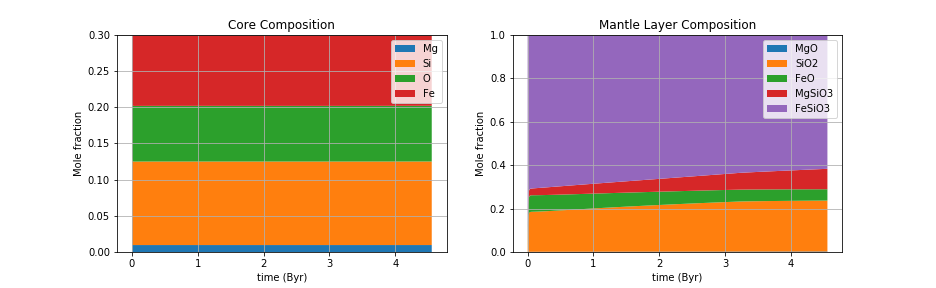 Core Composition
Mole fraction
0.30
0.25
0.20
0.15
0.10
0.05
0.00
0 1 2 3 4
time (Byr)
Mg
Si
O
Fe
Mantle Layer Composition
Mole fraction
1.0
0.8
0.6
0.4
0.2
0.0
0 1 2 3 4
time (Byr)
MgO
SiO2
FeO
MgSiO3
FeSiO3